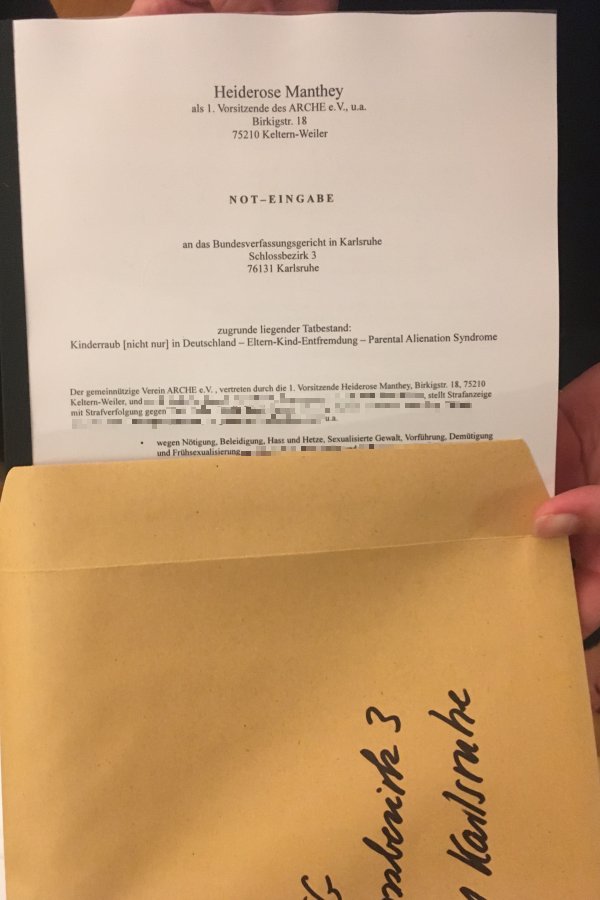 Heiderose Manthey
als 1. Vorsitzende des ARCHE e.V., u.a.
Birkigstr. 18
75210 Keltern-Weiler
NOT–EINGABE
an das Bundesverfassungsgericht in Karlsruhe
Schlossbezirk 3
76131 Karlsruhe
zugrunde liegender Tatbestand:
Kinderraub [nicht nur] in Deutschland – Eltern-Kind-Entfremdung – Parental Alienation Syndrome
Der gemeinnützige Verein ARCHE e.V. , vertreten durch die 1. Vorsitzende Heiderose Manthey, Birkigstr. 18, 75210
Keltern-Weiler, und stellt Strafanzeige
mit Strafverfolgung gegen
u.a.
• wegen Nötigung, Beleidigung, Hass und Hetze, Sexualisierte Gewalt, Vorführung, Demütigung
und Frühsexualisierung
3
Karlsruhe